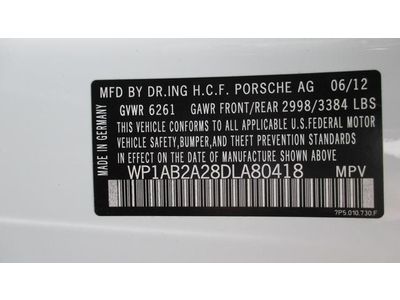 MFD BY DR.ING H.C.F. PORSCHE AG 06/12
GVWR 6261 GAWR FRONT/REAR 2998/3384 LBS
THIS VEHICLE CONFORMS TO ALL APPLICABLE U.S.FEDERAL MOTOR
VEHICLE SAFETY,BUMPER,AND THEFT PREVENTION STANDARDS
IN EFFECT ON THE DATE OF MANUFACTURE SHOWN ABOVE.
WP1AB2A28DLA80418 MPV
7P5.010.730.F
MADE IN GERMANY